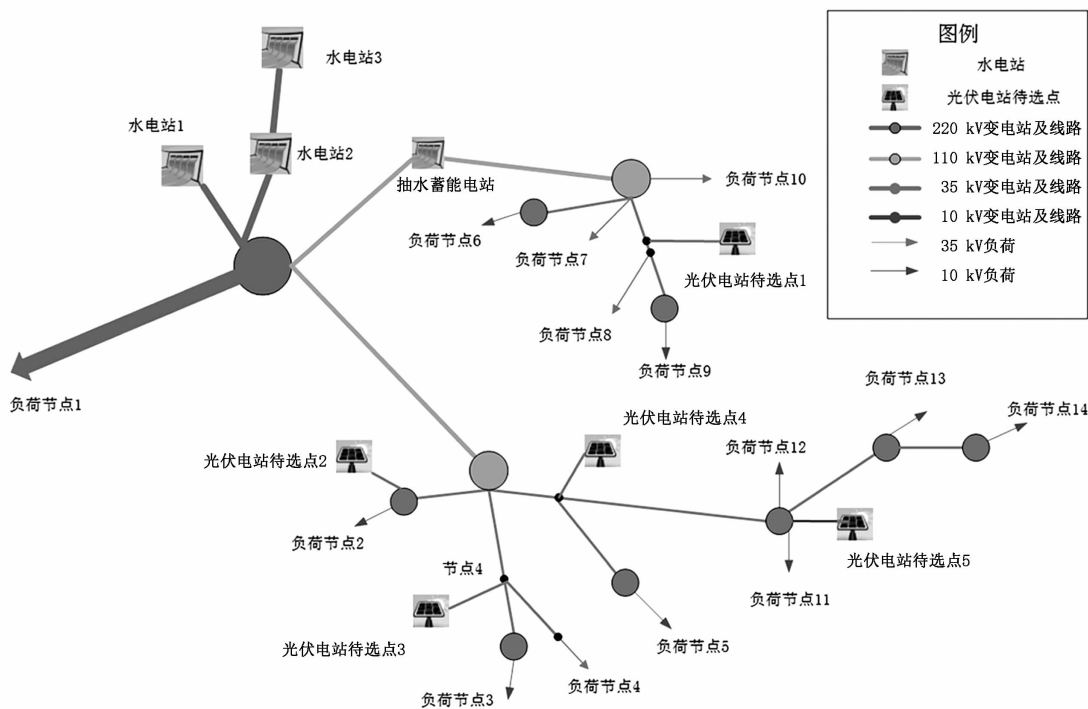 水电站3
水电站1
水电站2
抽水蓄能电站
负荷节点10
负荷节点6
负荷节点7
光伏电站待选点1
负荷节点8
负荷节点9
负荷节点1
图例
水电站
光伏电站待选点
220 kV变电站及线路
110 kV变电站及线路
35 kV变电站及线路
10 kV变电站及线路
35 kV负荷
10 kV负荷
负荷节点13
负荷节点14
光伏电站待选点4
负荷节点12
光伏电站待选点2
负荷节点2
光伏电站待选点5
节点4
负荷节点11
光伏电站待选点3
负荷节点5
负荷节点4
负荷节点3